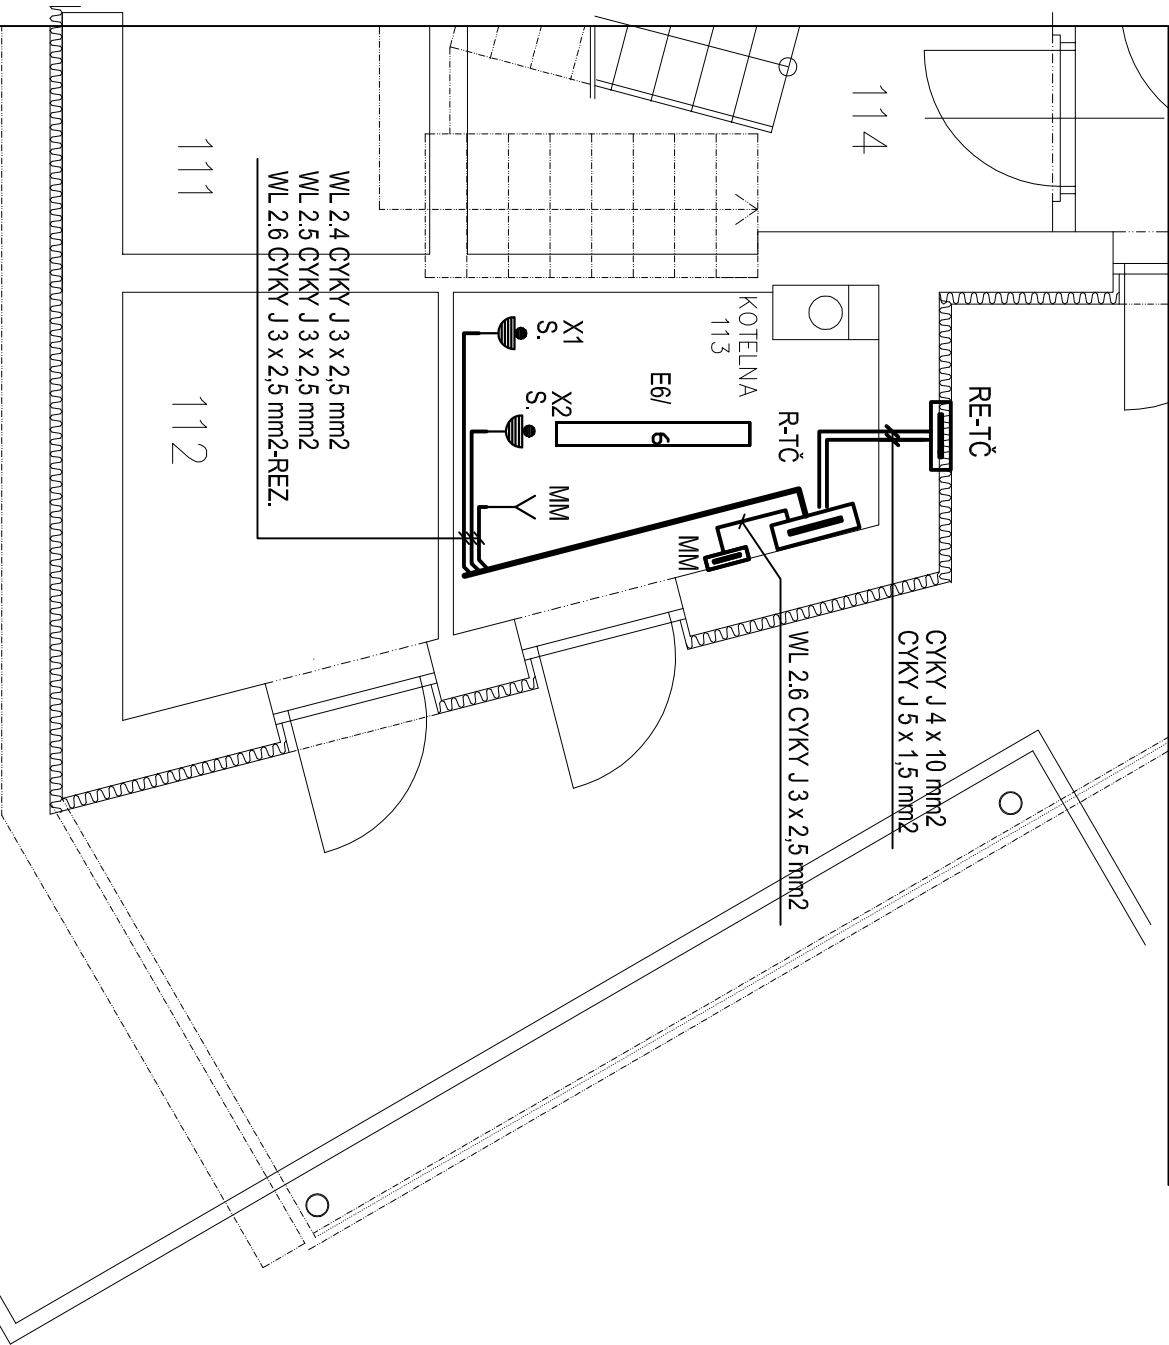 RE-TČ
CYKY J 4 x 10 mm2
CYKY J 5 x 1,5 mm2
114
R-TČ
WL 2.6 CYKY J 3 x 2,5 mm2
KOTELNA
113
E6/
6
MM
X1
S.
X2
S.
MM
WL 2.4 CYKY J 3 x 2,5 mm2
WL 2.5 CYKY J 3 x 2,5 mm2
WL 2.6 CYKY J 3 x 2,5 mm2-REZ.
111
112